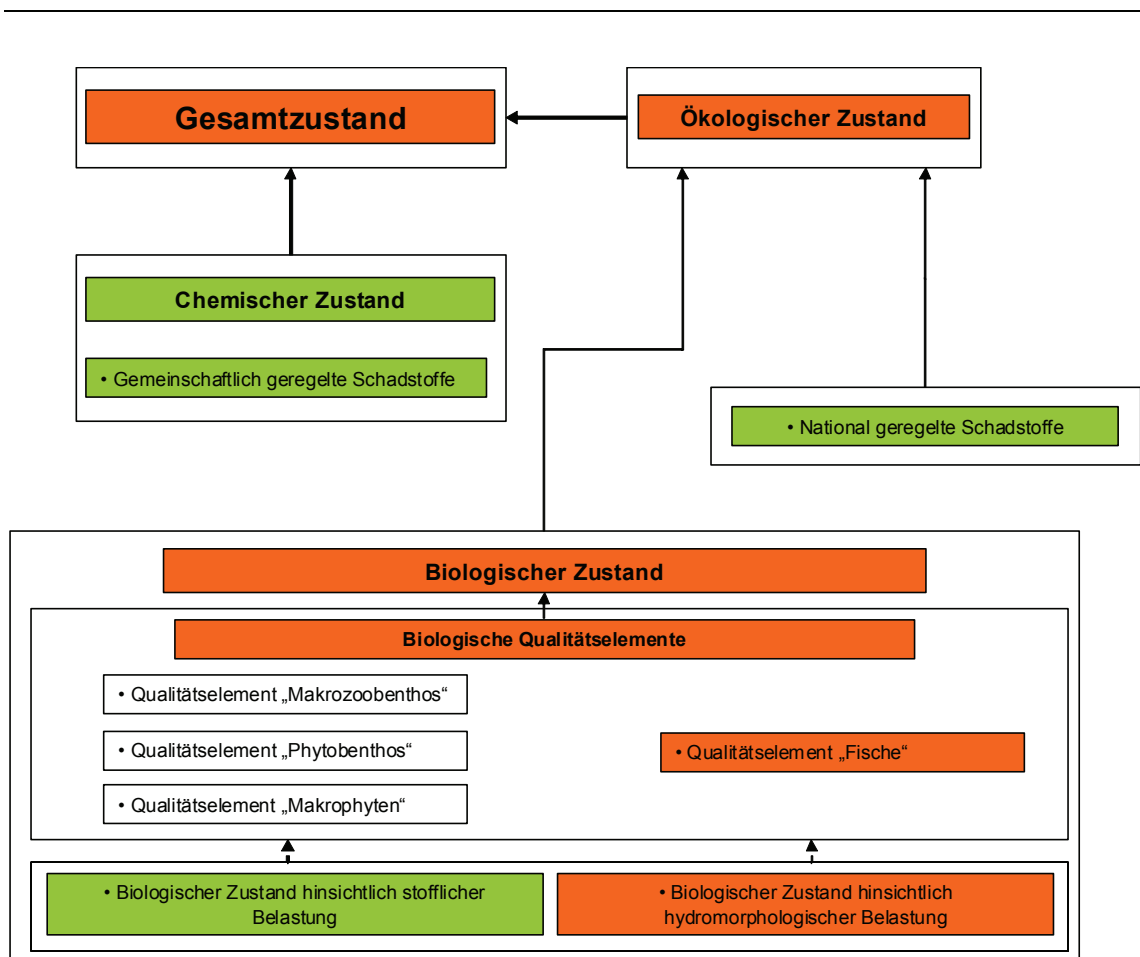 Gesamtzustand
Ökologischer Zustand
Chemischer Zustand
• Gemeinschaftlich geregelte Schadstoffe
• National geregelte Schadstoffe
Biologischer Zustand
Biologische Qualitätselemente
• Qualitätselement „Makrozoobenthos“
• Qualitätselement „Phytobenthos“
• Qualitätselement „Fische“
• Qualitätselement „Makrophyten“
• Biologischer Zustand hinsichtlich stofflicher
Belastung
• Biologischer Zustand hinsichtlich
hydromorphologischer Belastung